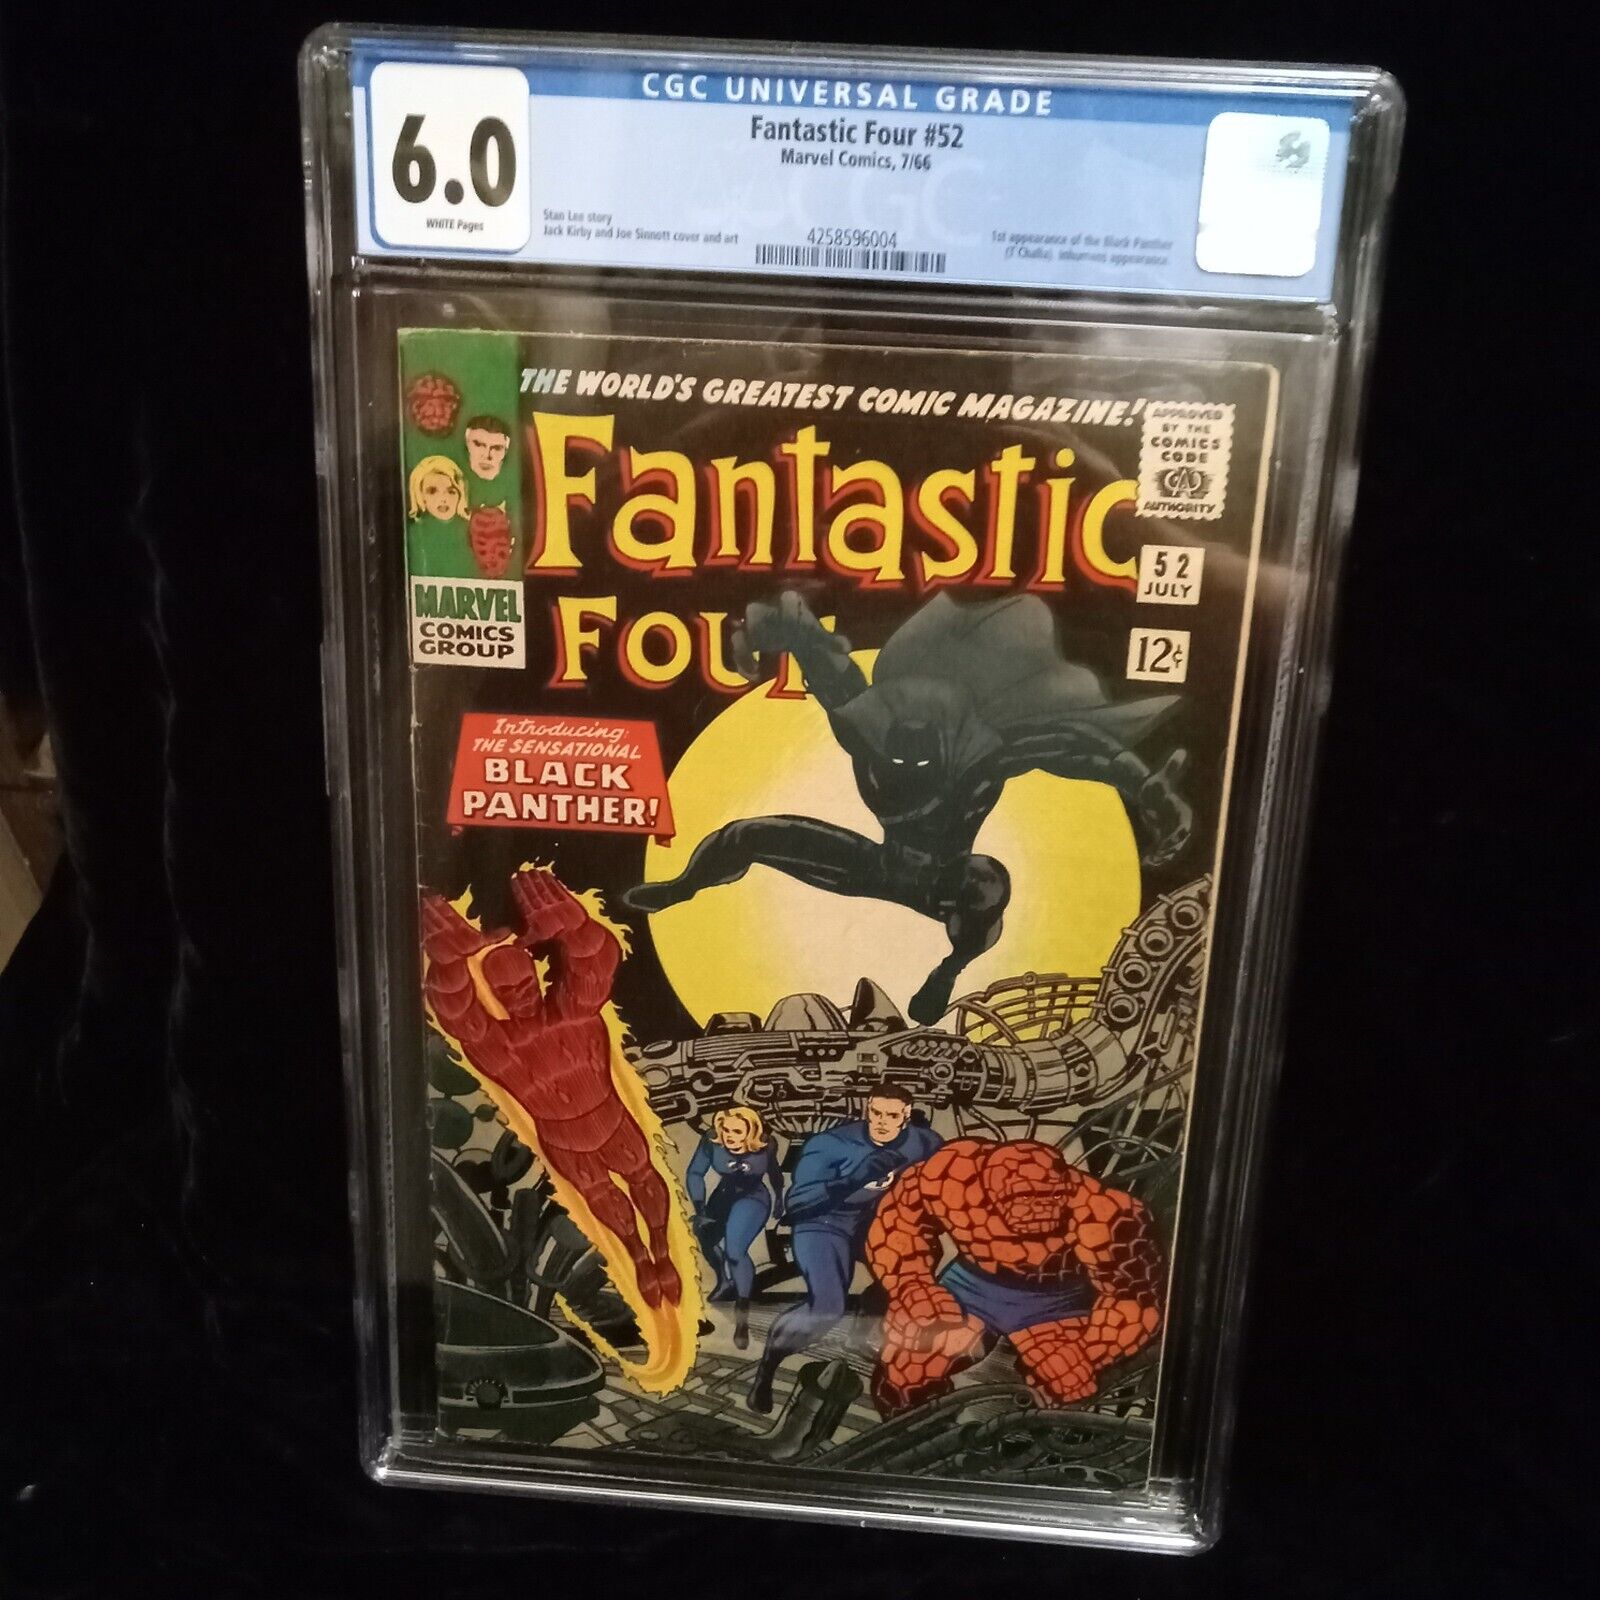 CGC UNIVERSAL GRADE
6.0
WHITE Pages
Fantastic Four #52
Marvel Comics, 7/66
Stan Lee story
Jack Kirby and Joe Sinnott cover and art
4258596004
1st appearance of the Black Panther
(T'Challa). Inhumans appearance.
THE WORLD'S GREATEST COMIC MAGAZINE!
FANTASTIC
FOUR
APPROVED
BY THE
COMICS
CODE
AUTHORITY
52
JULY
12¢
MARVEL
COMICS
GROUP
Introducing:
THE SENSATIONAL
BLACK
PANTHER!